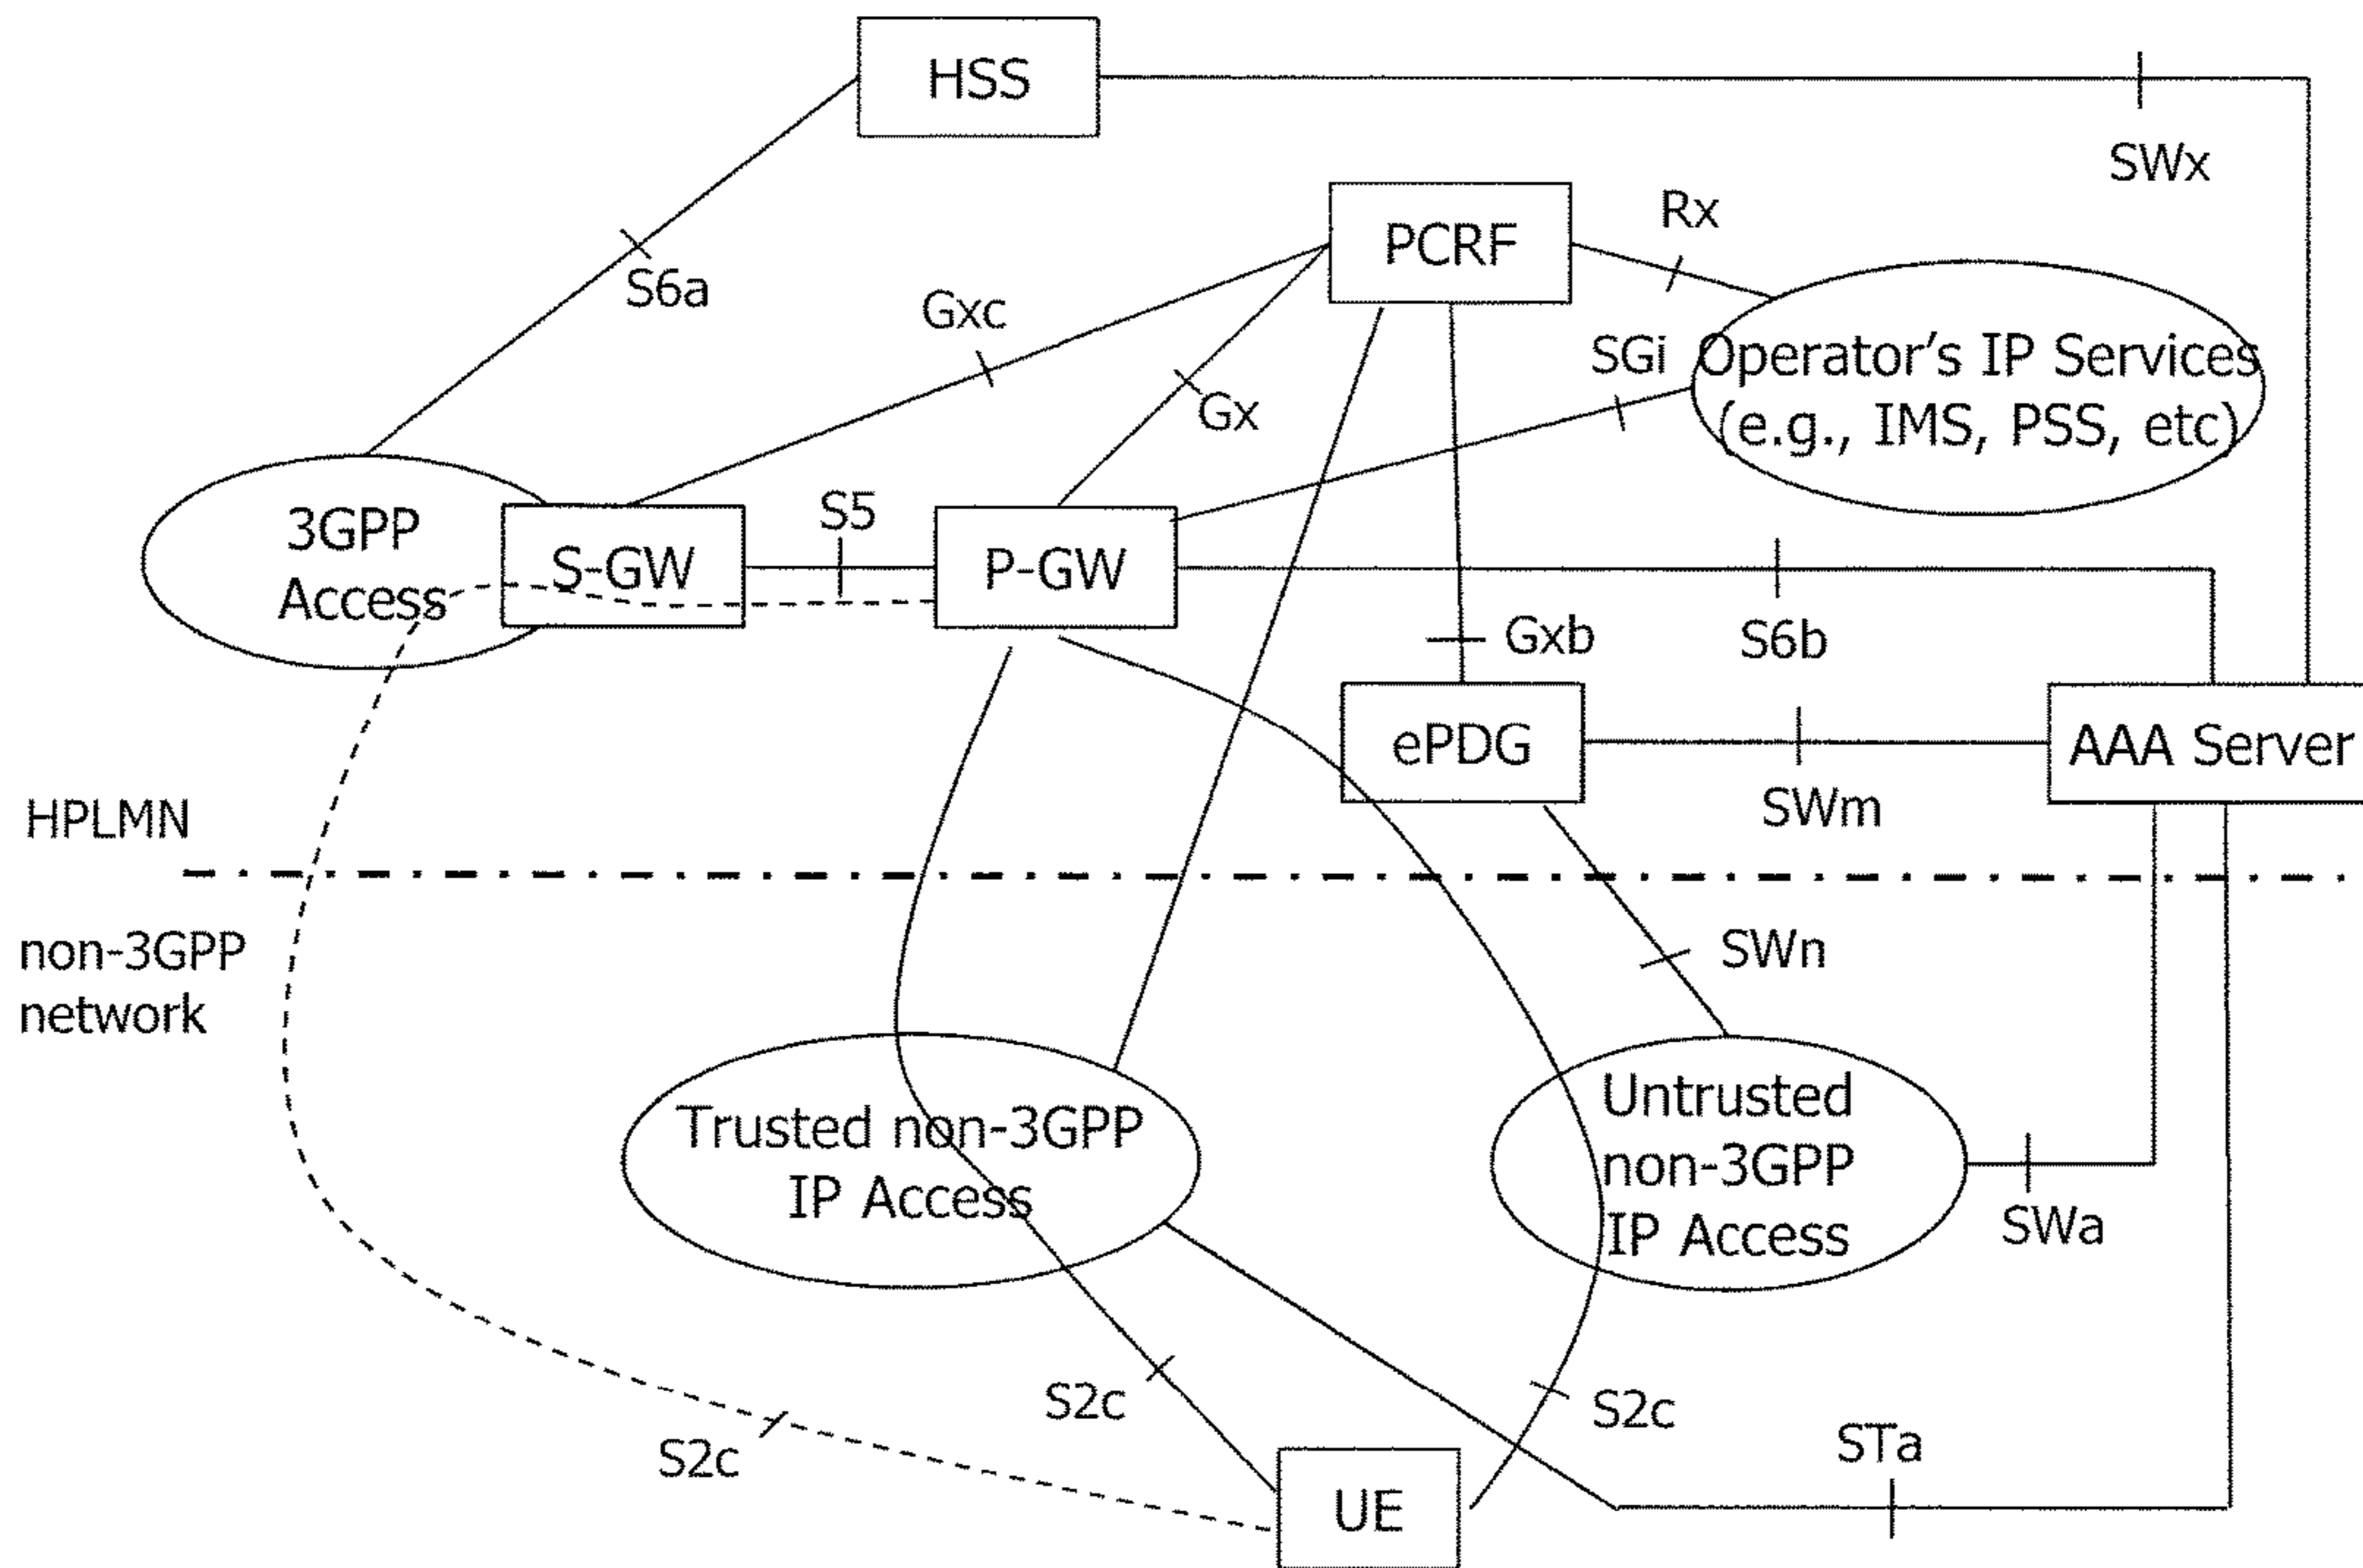 HSS
SWx
PCRF
Rx
S6a
Gxc
Gx
SGi
Operator's IP Services
(e.g., IMS, PSS, etc)
3GPP
Access
S-GW
S5
P-GW
Gxb
S6b
ePDG
SWm
AAA Server
HPLMN
non-3GPP
network
SWn
Trusted non-3GPP
IP Access
Untrusted
non-3GPP
IP Access
SWa
S2c
S2c
S2c
STa
UE